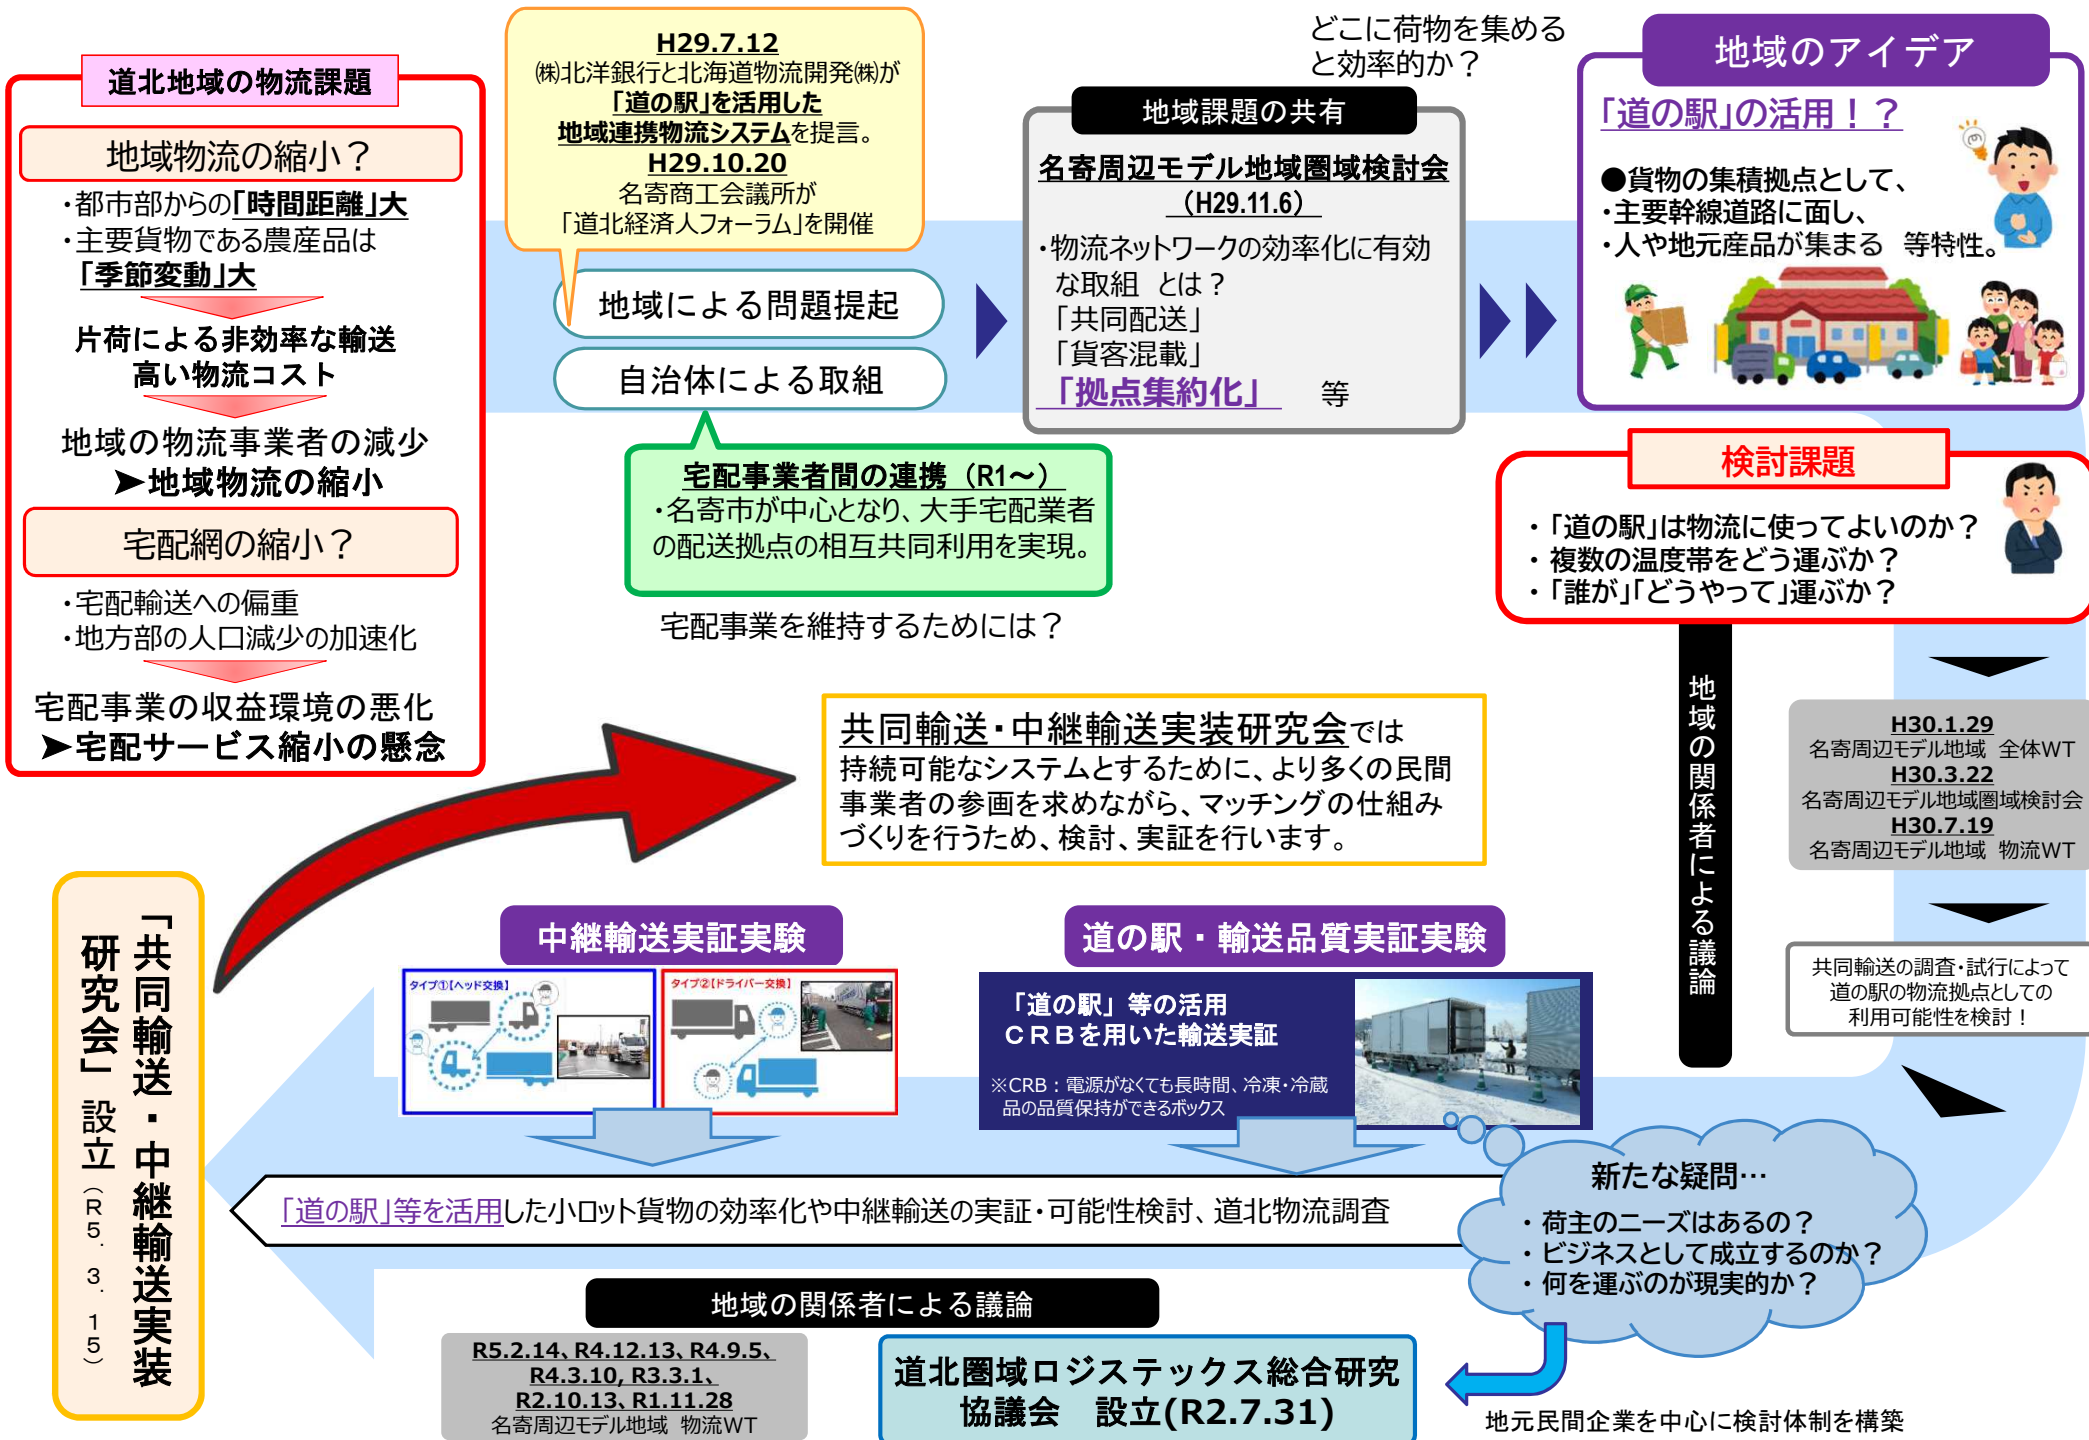 道北地域の物流課題
地域物流の縮小？
・都市部からの「時間距離」大
・主要貨物である農産品は
「季節変動」大
片荷による非効率な輸送
高い物流コスト
地域の物流事業者の減少
➤地域物流の縮小
宅配網の縮小？
・宅配輸送への偏重
・地方部の人口減少の加速化
宅配事業の収益環境の悪化
➤宅配サービス縮小の懸念
H29.7.12
㈱北洋銀行と北海道物流開発㈱が
「道の駅」を活用した
地域連携物流システムを提言。
H29.10.20
名寄商工会議所が
「道北経済人フォーラム」を開催
地域による問題提起
自治体による取組
宅配事業者間の連携（R1～）
・名寄市が中心となり、大手宅配業者
の配送拠点の相互共同利用を実現。
宅配事業を維持するためには？
どこに荷物を集める
と効率的か？
地域課題の共有
名寄周辺モデル地域圏域検討会
（H29.11.6）
・物流ネットワークの効率化に有効
な取組　とは？
「共同配送」
「貨客混載」
「拠点集約化」　等
地域のアイデア
「道の駅」の活用！？
●貨物の集積拠点として、
・主要幹線道路に面し、
・人や地元産品が集まる　等特性。
検討課題
・「道の駅」は物流に使ってよいのか？
・複数の温度帯をどう運ぶか？
・「誰が」「どうやって」運ぶか？
地域の関係者による議論
H30.1.29
名寄周辺モデル地域　全体WT
H30.3.22
名寄周辺モデル地域圏域検討会
H30.7.19
名寄周辺モデル地域　物流WT
共同輸送の調査・試行によって
道の駅の物流拠点としての
利用可能性を検討！
共同輸送・中継輸送実装研究会では
持続可能なシステムとするために、より多くの民間
事業者の参画を求めながら、マッチングの仕組み
づくりを行うため、検討、実証を行います。
道の駅・輸送品質実証実験
「道の駅」等の活用
ＣＲＢを用いた輸送実証
※CRB：電源がなくても長時間、冷凍・冷蔵
品の品質保持ができるボックス
中継輸送実証実験
タイプ①【ヘッド交換】
タイプ②【ドライバー交換】
新たな疑問…
・荷主のニーズはあるの？
・ビジネスとして成立するのか？
・何を運ぶのが現実的か？
「道の駅」等を活用した小ロット貨物の効率化や中継輸送の実証・可能性検討、道北物流調査
地域の関係者による議論
R5.2.14、R4.12.13、R4.9.5、
R4.3.10, R3.3.1、
R2.10.13、R1.11.28
名寄周辺モデル地域　物流WT
道北圏域ロジステックス総合研究
協議会　設立(R2.7.31)
地元民間企業を中心に検討体制を構築
「共同輸送・中継輸送実装
研究会」設立（R５．３．１５）